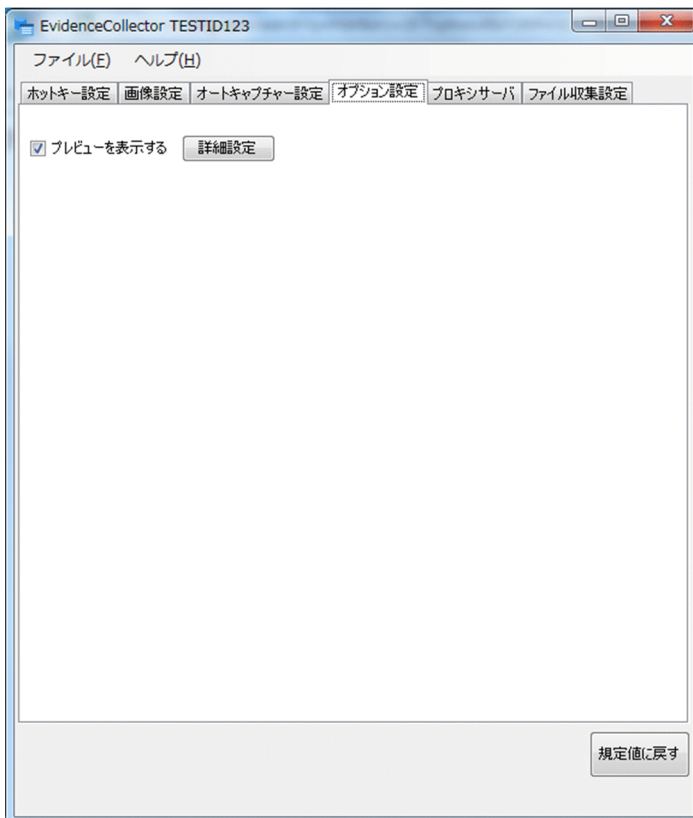 EvidenceCollector TESTID123
ファイル(F) ヘルプ(H)
ホットキー設定 画像設定 オートキャプチャー設定 オプション設定 プロキシサーバ ファイル収集設定
プレビューを表示する 詳細設定
規定値に戻す